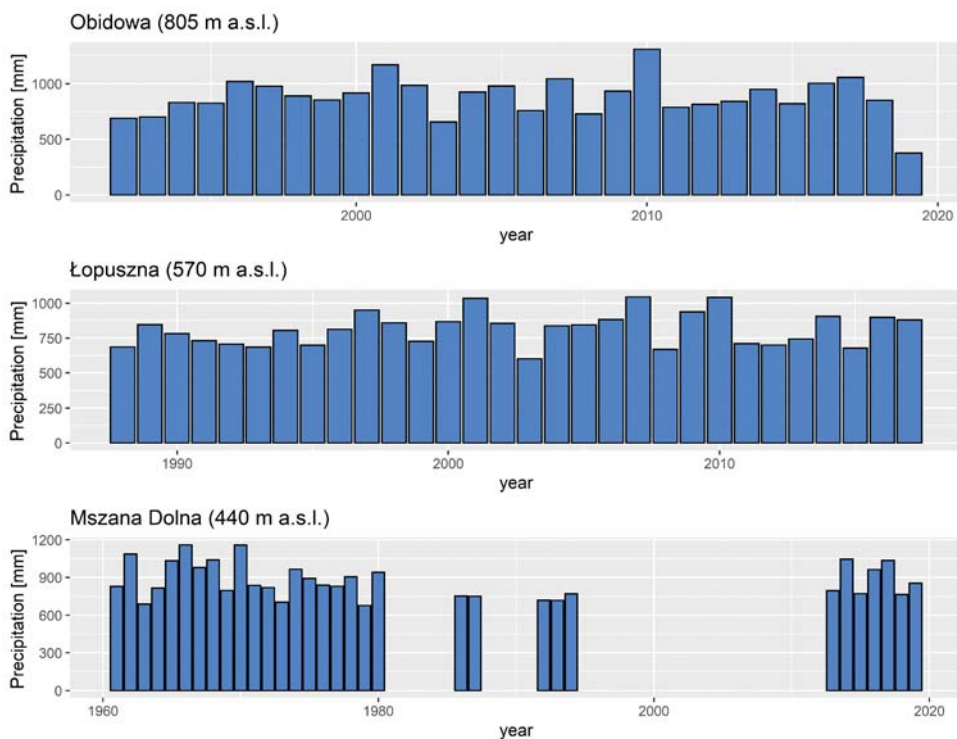 Obidowa (805 m a.s.l.)
Precipitation [mm]
1000
500
0
2000
2010
2020
year
Łopuszna (570 m a.s.l.)
Precipitation [mm]
1000
750
500
250
0
1990
2000
2010
year
Mszana Dolna (440 m a.s.l.)
Precipitation [mm]
1200
900
600
300
0
1960
1980
2000
2020
year